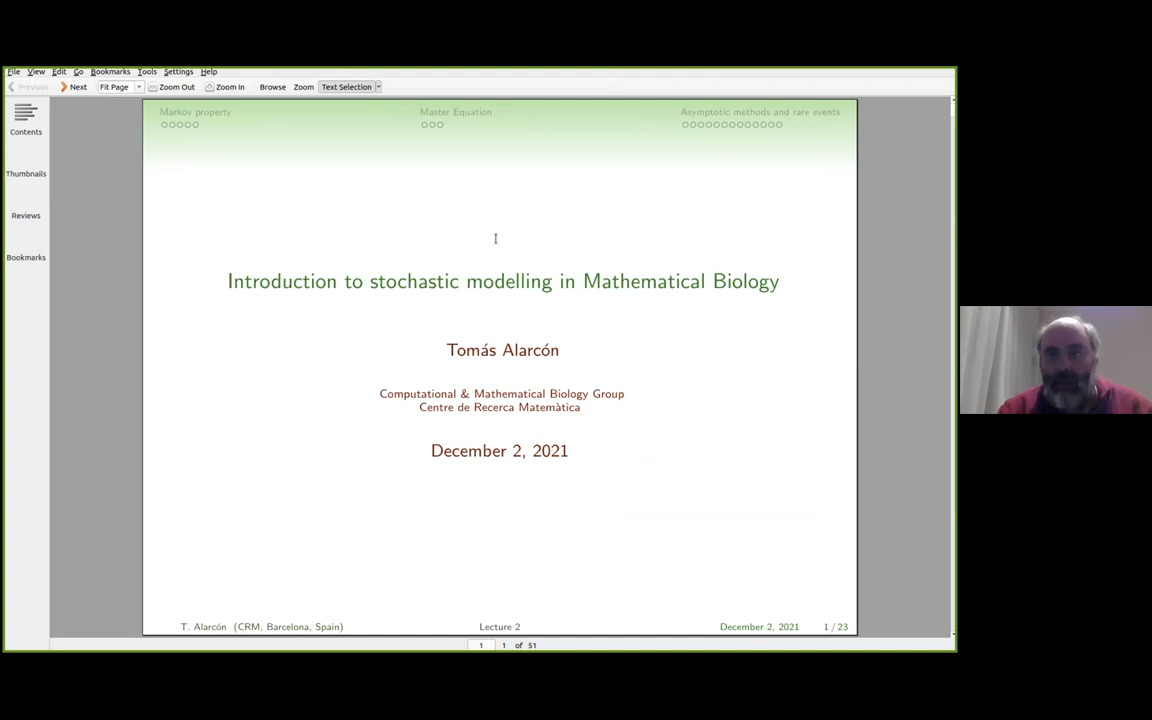 File View Edit Go Bookmarks Tools Settings Help
Previous Next Fit Page Zoom Out Zoom In Browse Zoom Text Selection
Contents
Thumbnails
Reviews
Bookmarks
Markov property Master Equation Asymptotic methods and rare events
Introduction to stochastic modelling in Mathematical Biology
Tomás Alarcón
Computational & Mathematical Biology Group
Centre de Recerca Matemàtica
December 2, 2021
T. Alarcón (CRM, Barcelona, Spain) Lecture 2 December 2, 2021 1 / 23
1 1 of 51